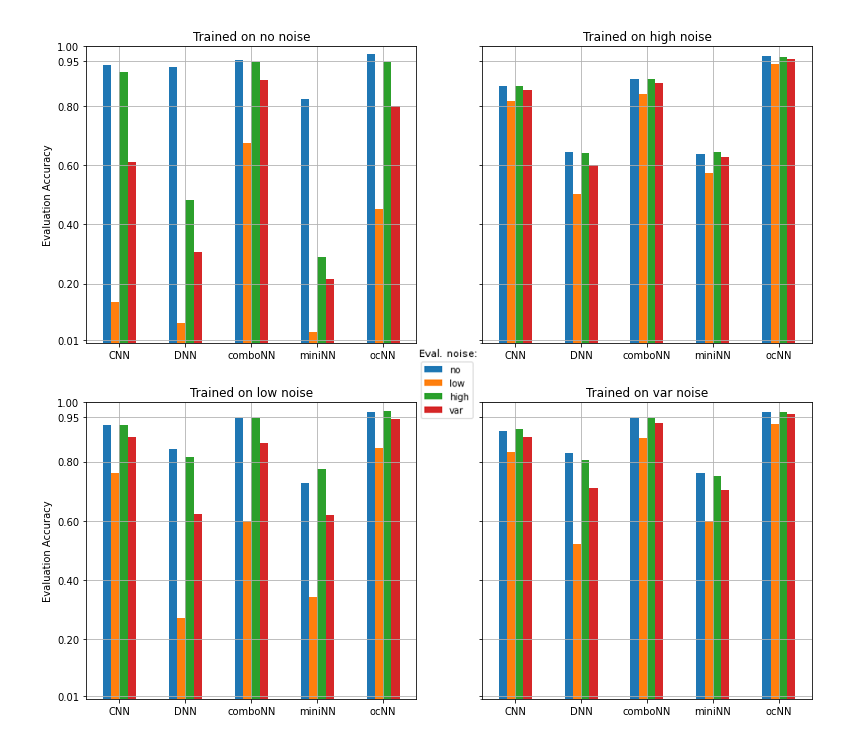 Trained on no noise
1.00
0.95
0.80
0.60
0.40
0.20
0.01
Evaluation Accuracy
CNN DNN comboNN miniNN ocNN
Trained on high noise
CNN DNN comboNN miniNN ocNN
Eval. noise:
no
low
high
var
Trained on low noise
1.00
0.95
0.80
0.60
0.40
0.20
0.01
Evaluation Accuracy
CNN DNN comboNN miniNN ocNN
Trained on var noise
CNN DNN comboNN miniNN ocNN